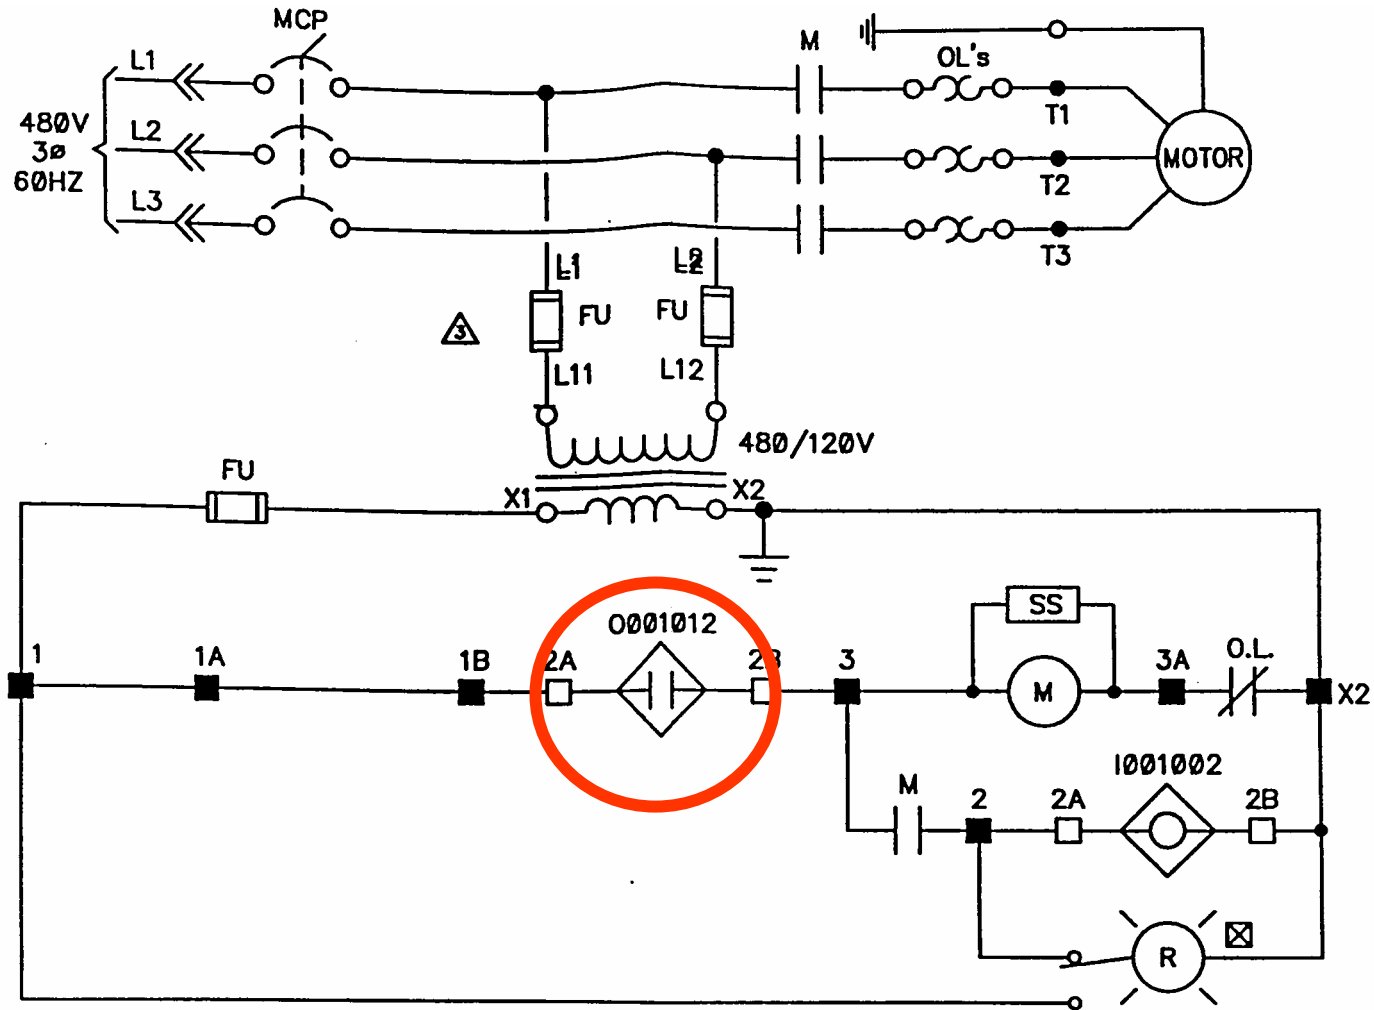 MCP
M
L1
OL's
T1
480V
3ø
60HZ
L2
MOTOR
T2
L3
T3
L1
L2
FU
FU
3
L11
L12
480/120V
FU
X1
X2
O001012
SS
1
1A
1B
2A
2B
3
M
3A
O.L.
X2
I001002
M
2
2A
2B
R